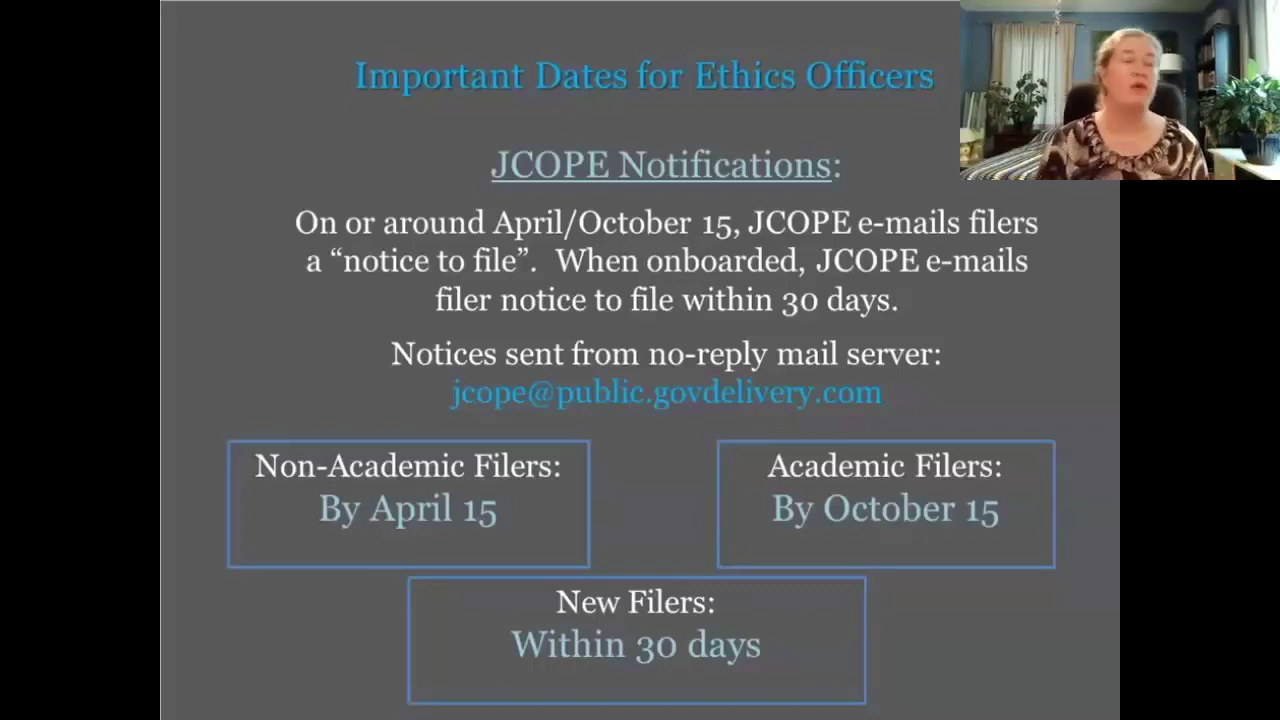 Important Dates for Ethics Officers
JCOPE Notifications:
On or around April/October 15, JCOPE e-mails filers
a “notice to file”.  When onboarded, JCOPE e-mails
filer notice to file within 30 days.
Notices sent from no-reply mail server:
jcope@public.govdelivery.com
Non-Academic Filers:
By April 15
Academic Filers:
By October 15
New Filers:
Within 30 days